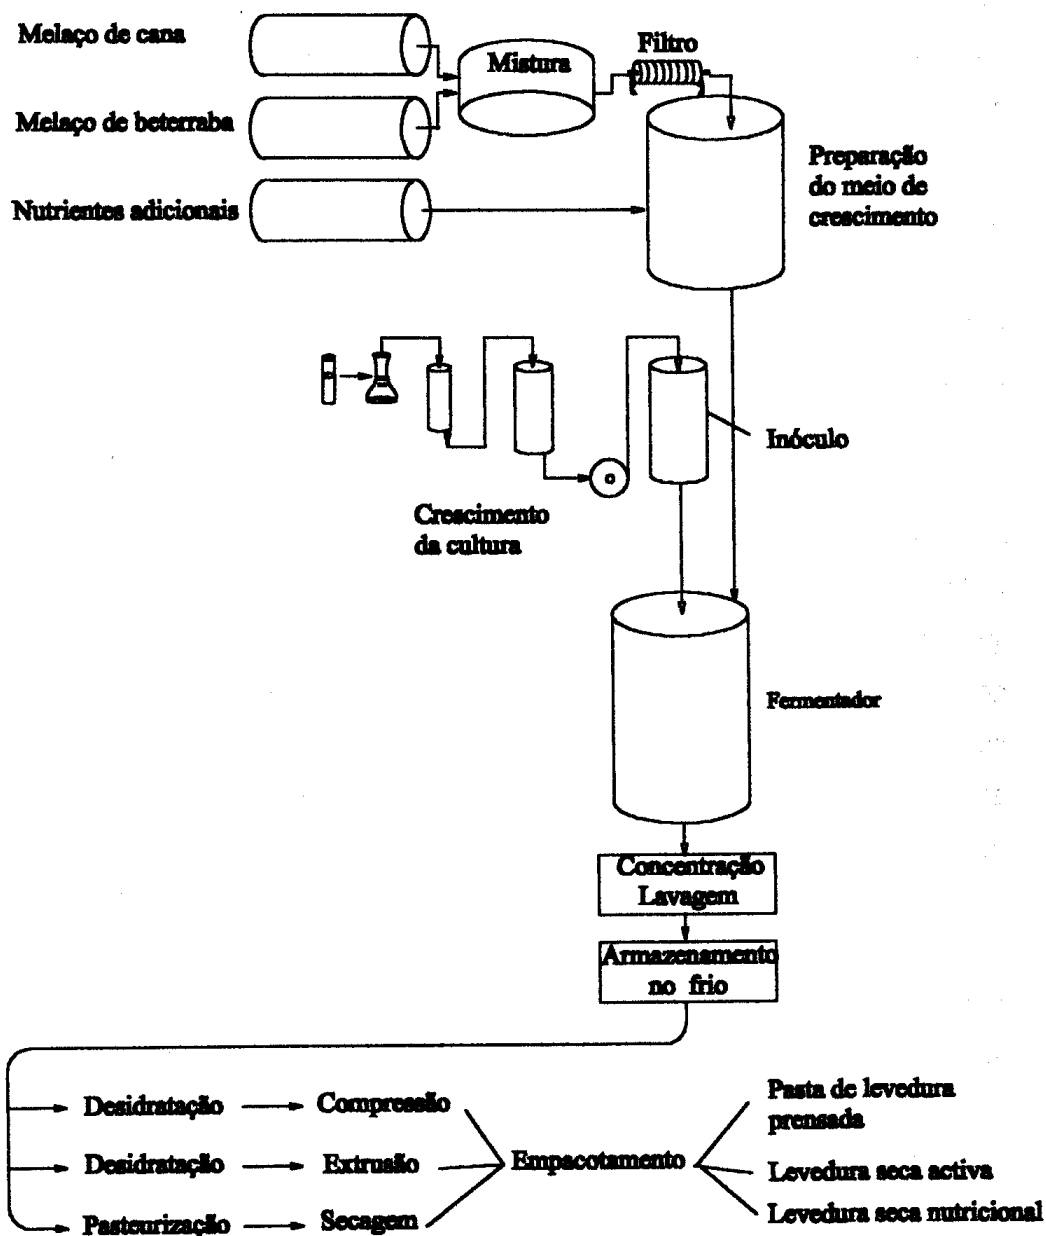 Melaço de cana
Mistura
Filtro
Melaço de beterraba
Preparação
do meio de
crescimento
Nutrientes adicionais
Inóculo
Crescimento
da cultura
Fermentador
Concentração
Lavagem
Armazenamento
no frio
Desidratação
Compressão
Pasta de levedura
prensada
Desidratação
Extrusão
Empacotamento
Levedura seca activa
Pasteurização
Secagem
Levedura seca nutricional